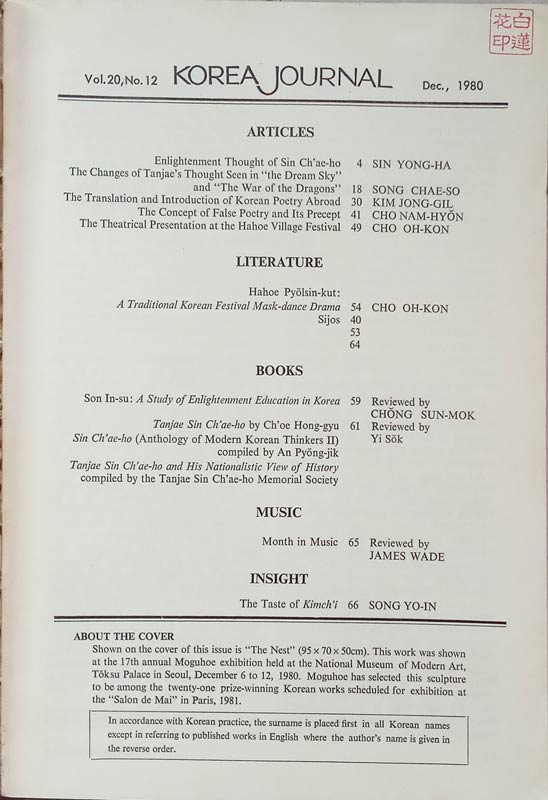 白蓮
花印
Vol.20, No.12 KOREA JOURNAL Dec., 1980
ARTICLES
Enlightenment Thought of Sin Ch'ae-ho 4 SIN YONG-HA
The Changes of Tanjae's Thought Seen in "the Dream Sky"
and "The War of the Dragons" 18 SONG CHAE-SO
The Translation and Introduction of Korean Poetry Abroad 30 KIM JONG-GIL
The Concept of False Poetry and Its Precept 41 CHO NAM-HYŎN
The Theatrical Presentation at the Hahoe Village Festival 49 CHO OH-KON
LITERATURE
Hahoe Pyŏlsin-kut:
A Traditional Korean Festival Mask-dance Drama 54 CHO OH-KON
Sijos 40
53
64
BOOKS
Son In-su: A Study of Enlightenment Education in Korea 59 Reviewed by
CHŎNG SUN-MOK
Tanjae Sin Ch'ae-ho by Ch'oe Hong-gyu 61 Reviewed by
Sin Ch'ae-ho (Anthology of Modern Korean Thinkers II) Yi Sŏk
compiled by An Pyŏng-jik
Tanjae Sin Ch'ae-ho and His Nationalistic View of History
compiled by the Tanjae Sin Ch'ae-ho Memorial Society
MUSIC
Month in Music 65 Reviewed by
JAMES WADE
INSIGHT
The Taste of Kimch'i 66 SONG YO-IN
ABOUT THE COVER
Shown on the cover of this issue is "The Nest" (95 × 70 × 50cm). This work was shown
at the 17th annual Moguhoe exhibition held at the National Museum of Modern Art,
Tŏksu Palace in Seoul, December 6 to 12, 1980. Moguhoe has selected this sculpture
to be among the twenty-one prize-winning Korean works scheduled for exhibition at
the "Salon de Mai" in Paris, 1981.
In accordance with Korean practice, the surname is placed first in all Korean names
except in referring to published works in English where the author's name is given in
the reverse order.